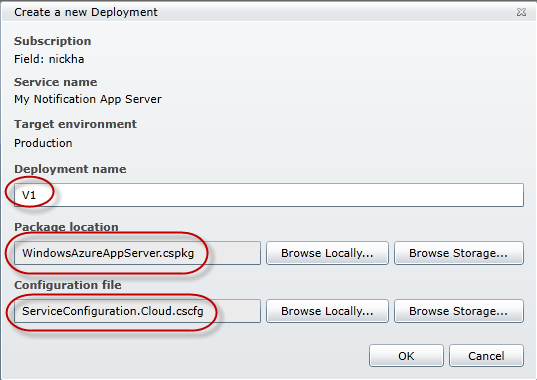 Create a new Deployment
Subscription
Field: nickha
Service name
My Notification App Server
Target environment
Production
Deployment name
V1
Package location
WindowsAzureAppServer.cspkg Browse Locally... Browse Storage...
Configuration file
ServiceConfiguration.Cloud.cscfg Browse Locally... Browse Storage...
OK Cancel